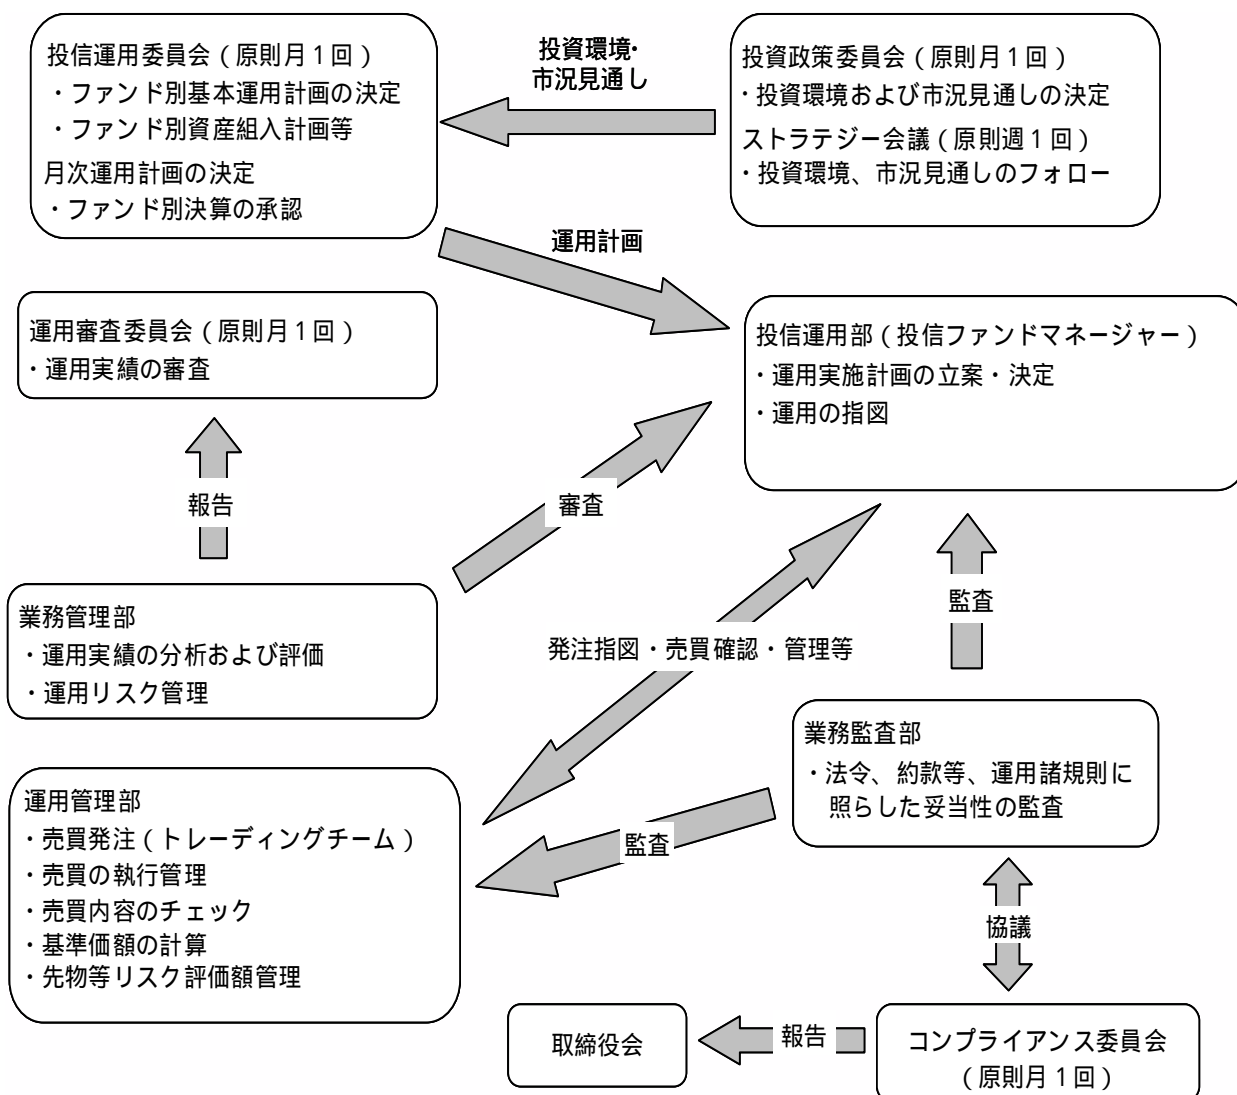 投信運用委員会（原則月１回）
・ファンド別基本運用計画の決定
・ファンド別資産組入計画等
月次運用計画の決定
・ファンド別決算の承認
投資環境・
市況見通し
投資政策委員会（原則月１回）
・投資環境および市況見通しの決定
ストラテジー会議（原則週１回）
・投資環境、市況見通しのフォロー
運用計画
運用審査委員会（原則月１回）
・運用実績の審査
投信運用部（投信ファンドマネージャー）
・運用実施計画の立案・決定
・運用の指図
報告
審査
監査
業務管理部
・運用実績の分析および評価
・運用リスク管理
発注指図・売買確認・管理等
業務監査部
・法令、約款等、運用諸規則に
照らした妥当性の監査
運用管理部
・売買発注（トレーディングチーム）
・売買の執行管理
・売買内容のチェック
・基準価額の計算
・先物等リスク評価額管理
監査
協議
取締役会
報告
コンプライアンス委員会
（原則月１回）